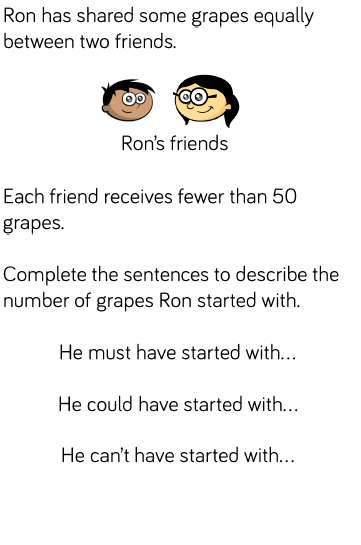 Ron has shared some grapes equally
between two friends.
Ron's friends
Each friend receives fewer than 50
grapes.
Complete the sentences to describe the
number of grapes Ron started with.
He must have started with...
He could have started with...
He can't have started with...